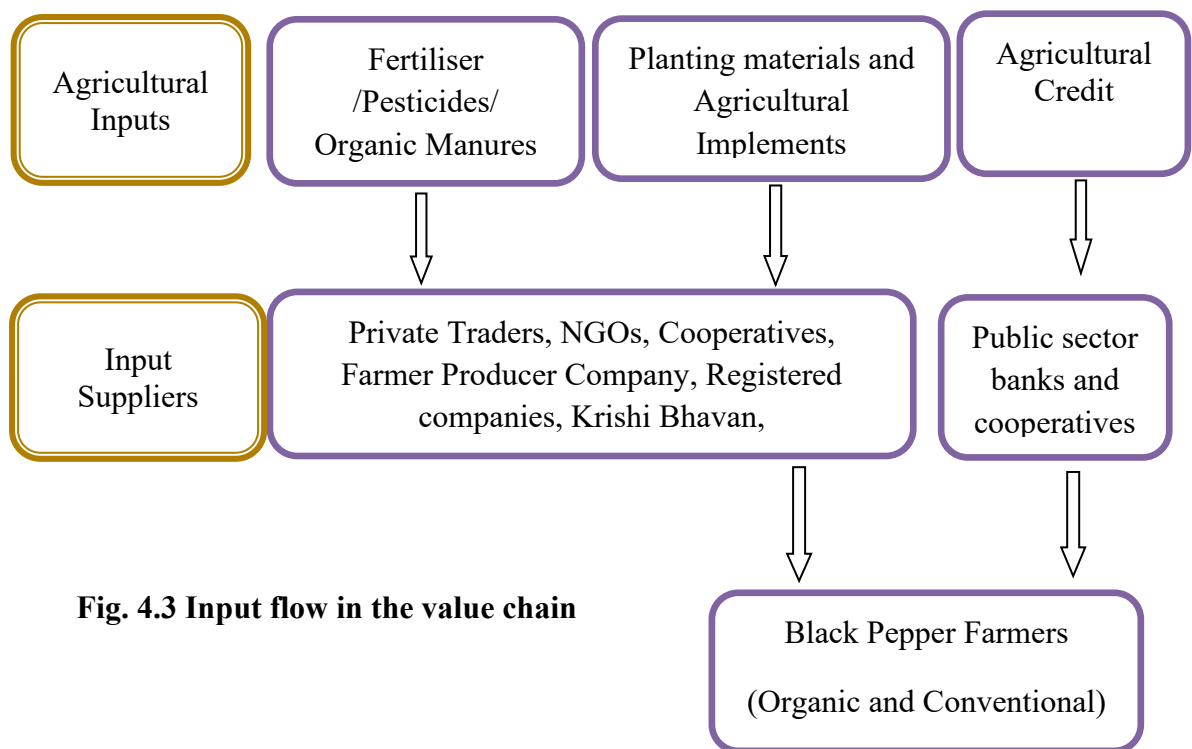 Agricultural
Inputs
Fertiliser
/Pesticides/
Organic Manures
Planting materials and
Agricultural
Implements
Agricultural
Credit
Input
Suppliers
Private Traders, NGOs, Cooperatives,
Farmer Producer Company, Registered
companies, Krishi Bhavan,
Public sector
banks and
cooperatives
Fig. 4.3 Input flow in the value chain
Black Pepper Farmers
(Organic and Conventional)